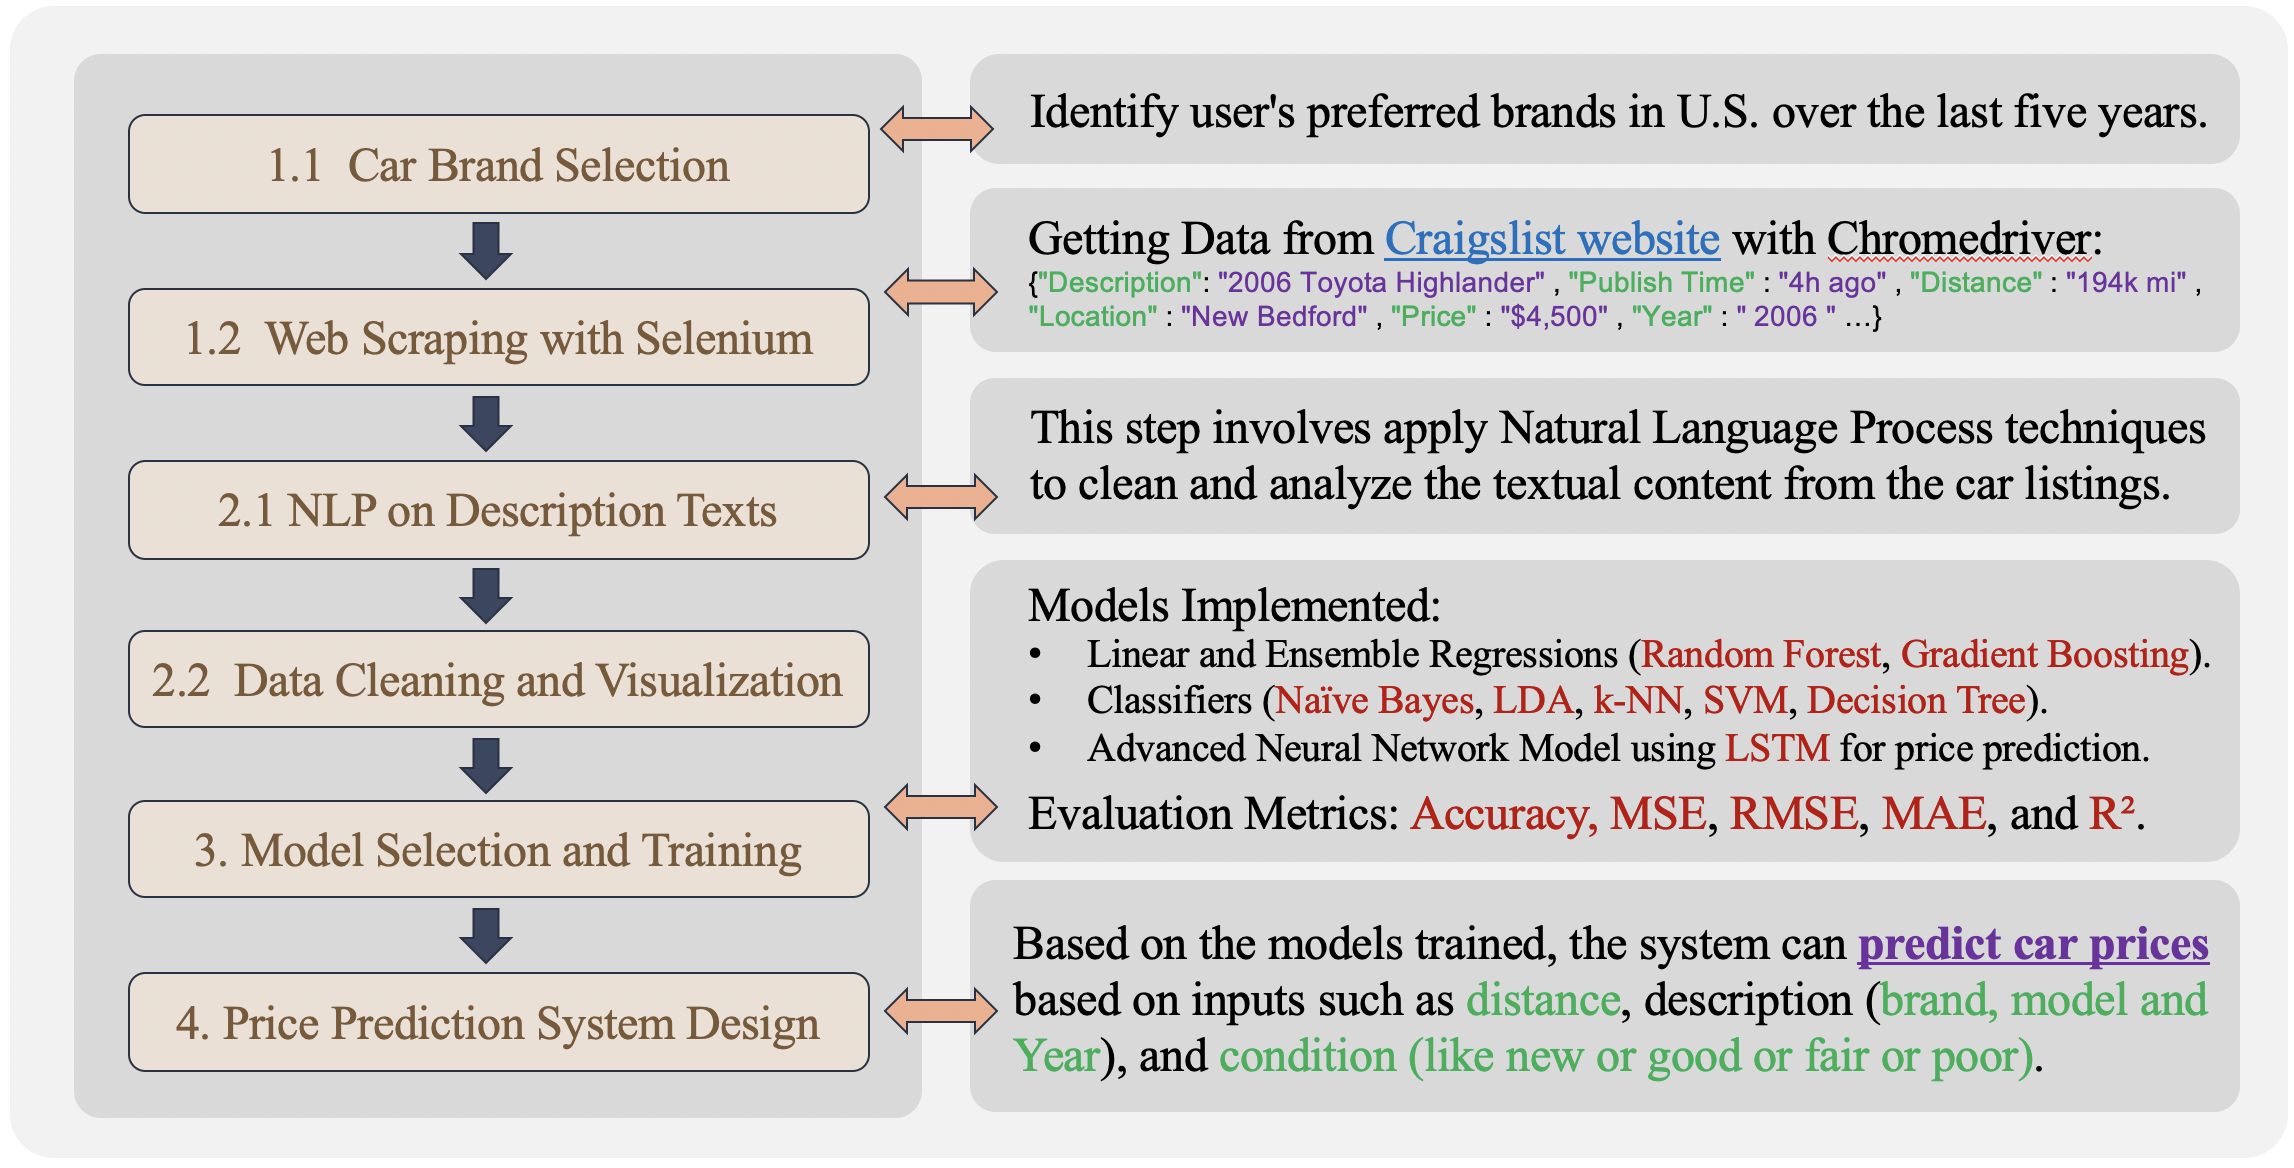 1.1  Car Brand Selection
Identify user's preferred brands in U.S. over the last five years.
1.2  Web Scraping with Selenium
Getting Data from Craigslist website with Chromedriver:
{"Description": "2006 Toyota Highlander" , "Publish Time" : "4h ago" , "Distance" : "194k mi" ,
"Location" : "New Bedford" , "Price" : "$4,500" , "Year" : " 2006 " ...}
2.1 NLP on Description Texts
This step involves apply Natural Language Process techniques
to clean and analyze the textual content from the car listings.
2.2  Data Cleaning and Visualization
3. Model Selection and Training
Models Implemented:
• Linear and Ensemble Regressions (Random Forest, Gradient Boosting).
• Classifiers (Naïve Bayes, LDA, k-NN, SVM, Decision Tree).
• Advanced Neural Network Model using LSTM for price prediction.
Evaluation Metrics: Accuracy, MSE, RMSE, MAE, and R².
4. Price Prediction System Design
Based on the models trained, the system can predict car prices
based on inputs such as distance, description (brand, model and
Year), and condition (like new or good or fair or poor).